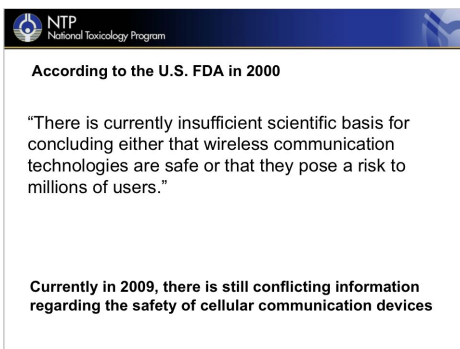 NTP
National Toxicology Program
According to the U.S. FDA in 2000
“There is currently insufficient scientific basis for
concluding either that wireless communication
technologies are safe or that they pose a risk to
millions of users.”
Currently in 2009, there is still conflicting information
regarding the safety of cellular communication devices